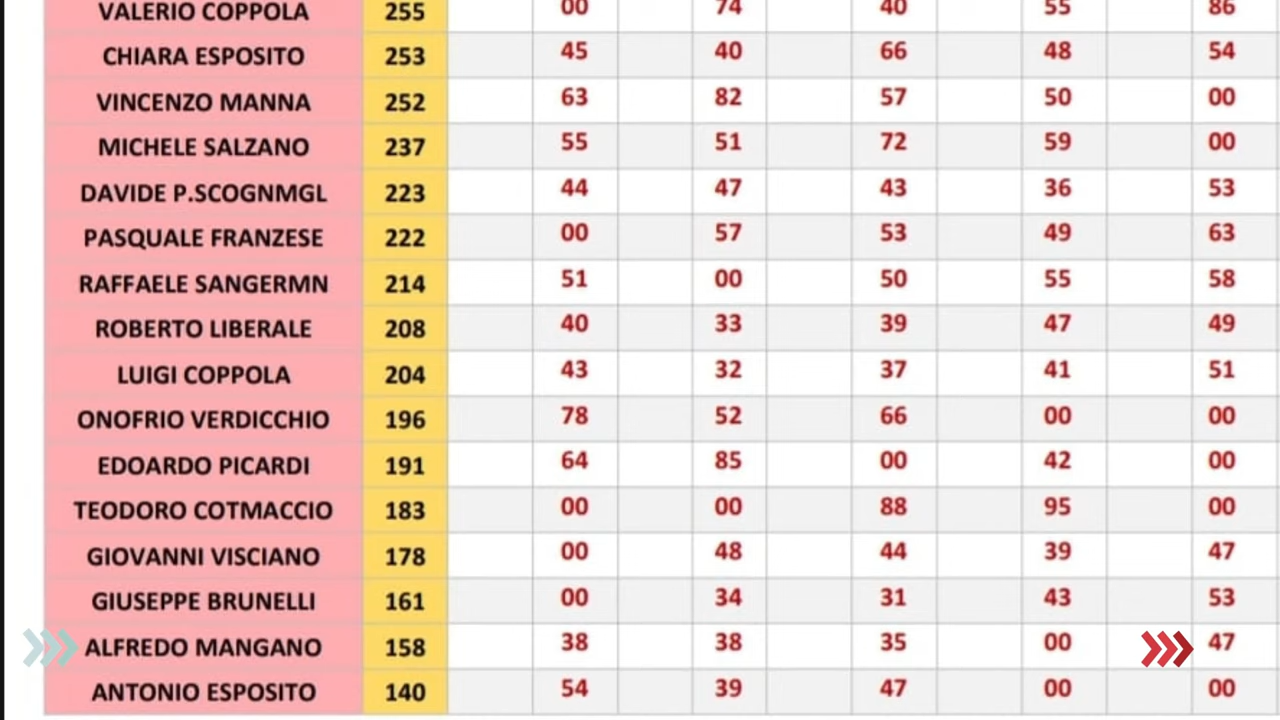 VALERIO COPPOLA 255 00 74 40 55 86
CHIARA ESPOSITO 253 45 40 66 48 54
VINCENZO MANNA 252 63 82 57 50 00
MICHELE SALZANO 237 55 51 72 59 00
DAVIDE P.SCOGNMGL 223 44 47 43 36 53
PASQUALE FRANZESE 222 00 57 53 49 63
RAFFAELE SANGERMN 214 51 00 50 55 58
ROBERTO LIBERALE 208 40 33 39 47 49
LUIGI COPPOLA 204 43 32 37 41 51
ONOFRIO VERDICCHIO 196 78 52 66 00 00
EDOARDO PICARDI 191 64 85 00 42 00
TEODORO COTMACCIO 183 00 00 88 95 00
GIOVANNI VISCIANO 178 00 48 44 39 47
GIUSEPPE BRUNELLI 161 00 34 31 43 53
ALFREDO MANGANO 158 38 38 35 00 47
ANTONIO ESPOSITO 140 54 39 47 00 00